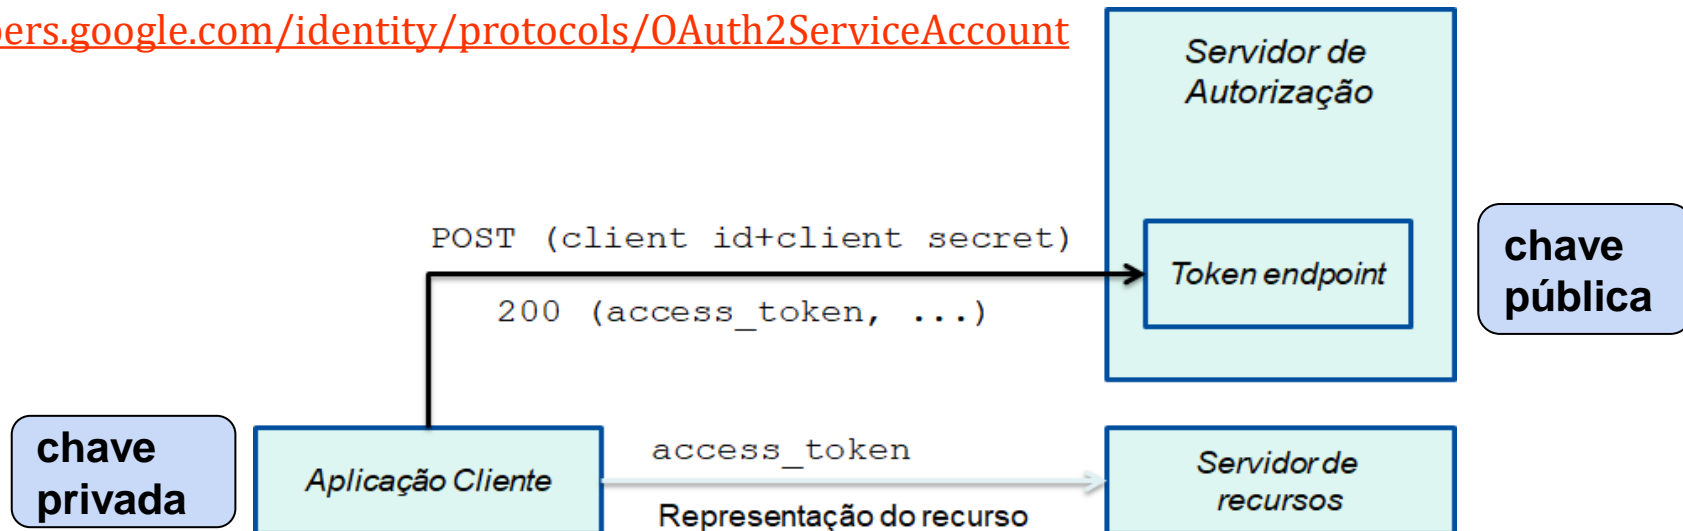 ers.google.com/identity/protocols/OAuth2ServiceAccount
Servidor de
Autorização
POST (client id+client secret)
200 (access_token, ...)
Token endpoint
chave
pública
chave
privada
Aplicação Cliente
access_token
Representação do recurso
Servidor de
recursos